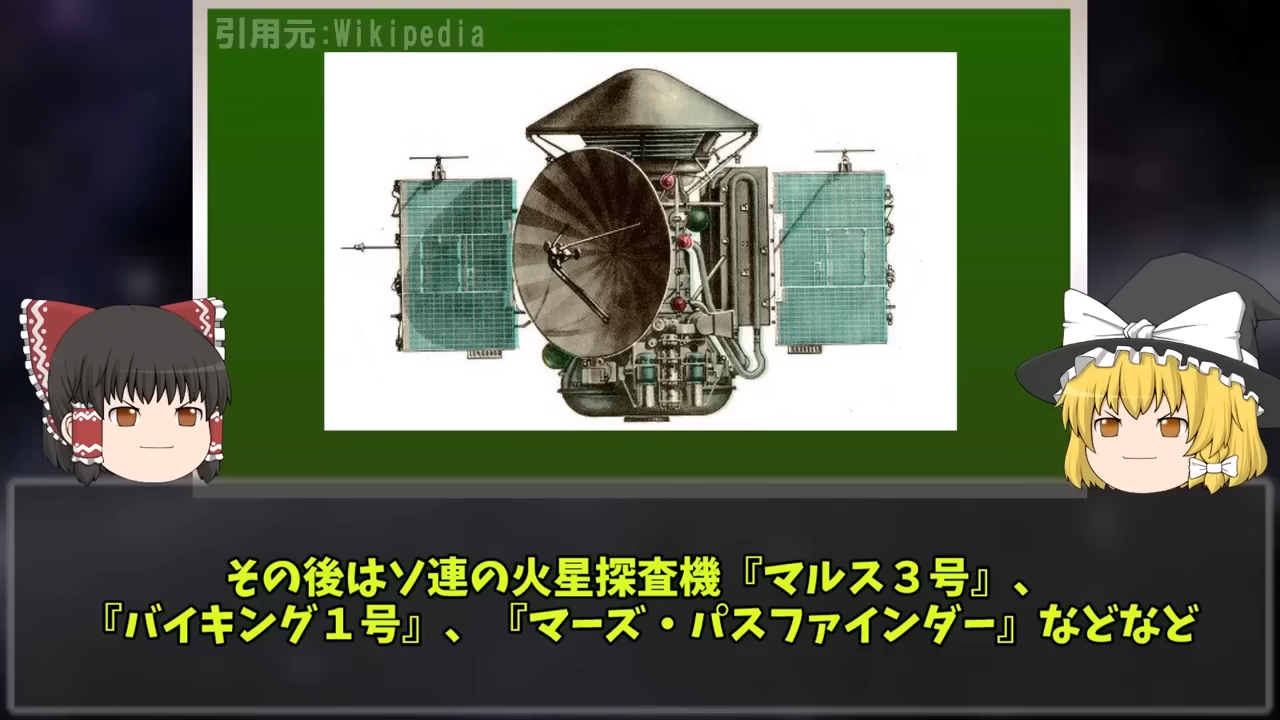 引用元:Wikipedia
その後はソ連の火星探査機『マルス３号』、
『バイキング１号』、『マーズ・パスファインダー』などなど